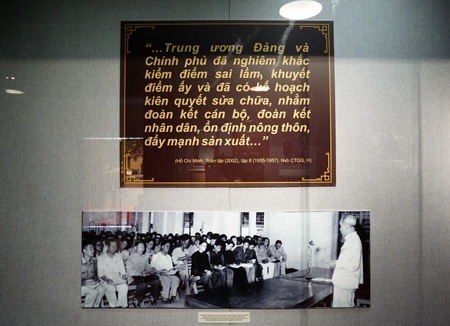 “...Trung ương Đảng và
Chính phủ đã nghiêm khắc
kiểm điểm sai lầm, khuyết
điểm ấy và đã có kế hoạch
kiên quyết sửa chữa, nhằm
đoàn kết cán bộ, đoàn kết
nhân dân, ổn định nông thôn,
đẩy mạnh sản xuất...”
(Hồ Chí Minh: Toàn tập (2002), tập 8 (1955-1957), Nxb CTQG, H)